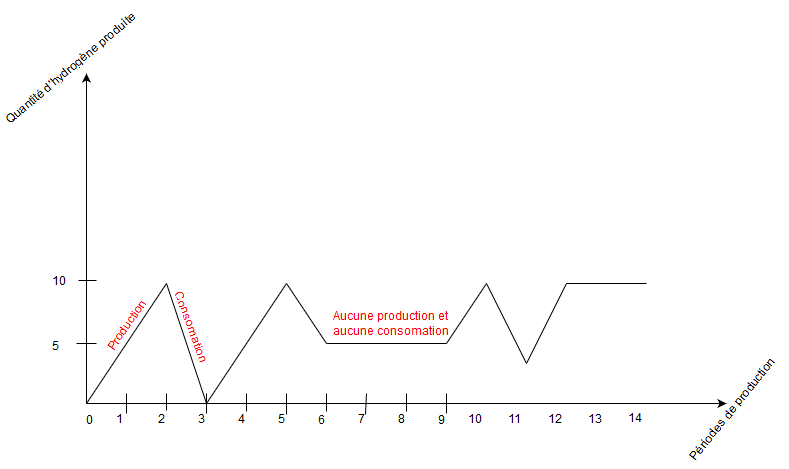 Quantité d'hydrogène produite
10
5
Production
Consomation
Aucune production et
aucune consomation
0 1 2 3 4 5 6 7 8 9 10 11 12 13 14
Périodes de production